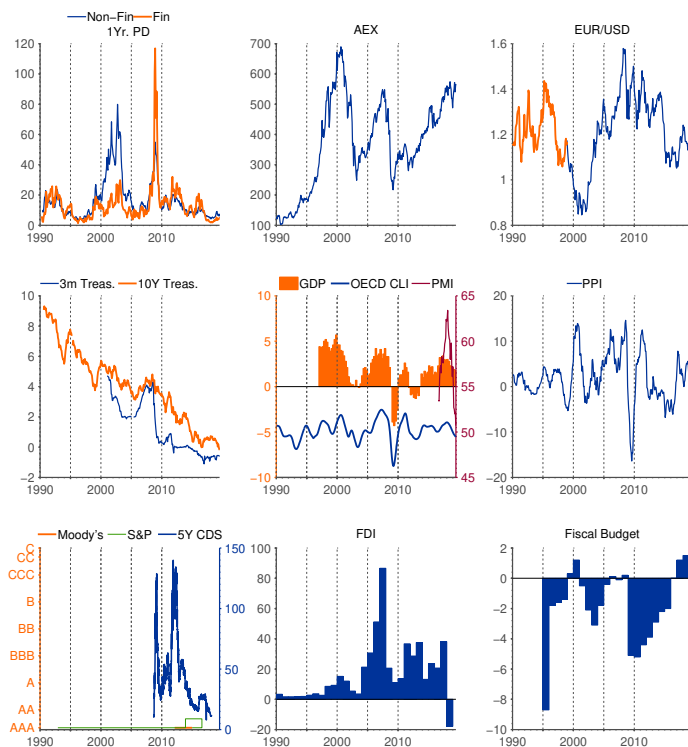 Non-Fin Fin
1Yr. PD
120
100
80
60
40
20
0
1990 2000 2010
AEX
700
600
500
400
300
200
100
1990 2000 2010
EUR/USD
1.6
1.4
1.2
1
0.8
1990 2000 2010
3m Treas. 10Y Treas.
10
8
6
4
2
0
-2
1990 2000 2010
GDP OECD CLI PMI
10 65
5 60
0 55
-5 50
-10 45
1990 2000 2010
PPI
20
10
0
-10
-20
1990 2000 2010
Moody's S&P 5Y CDS
C 150
CC
CCC
B 100
BB
BBB
A 50
AA
AAA 0
1990 2000 2010
FDI
100
80
60
40
20
0
-20
1990 2000 2010
Fiscal Budget
2
0
-2
-4
-6
-8
-10
1990 2000 2010